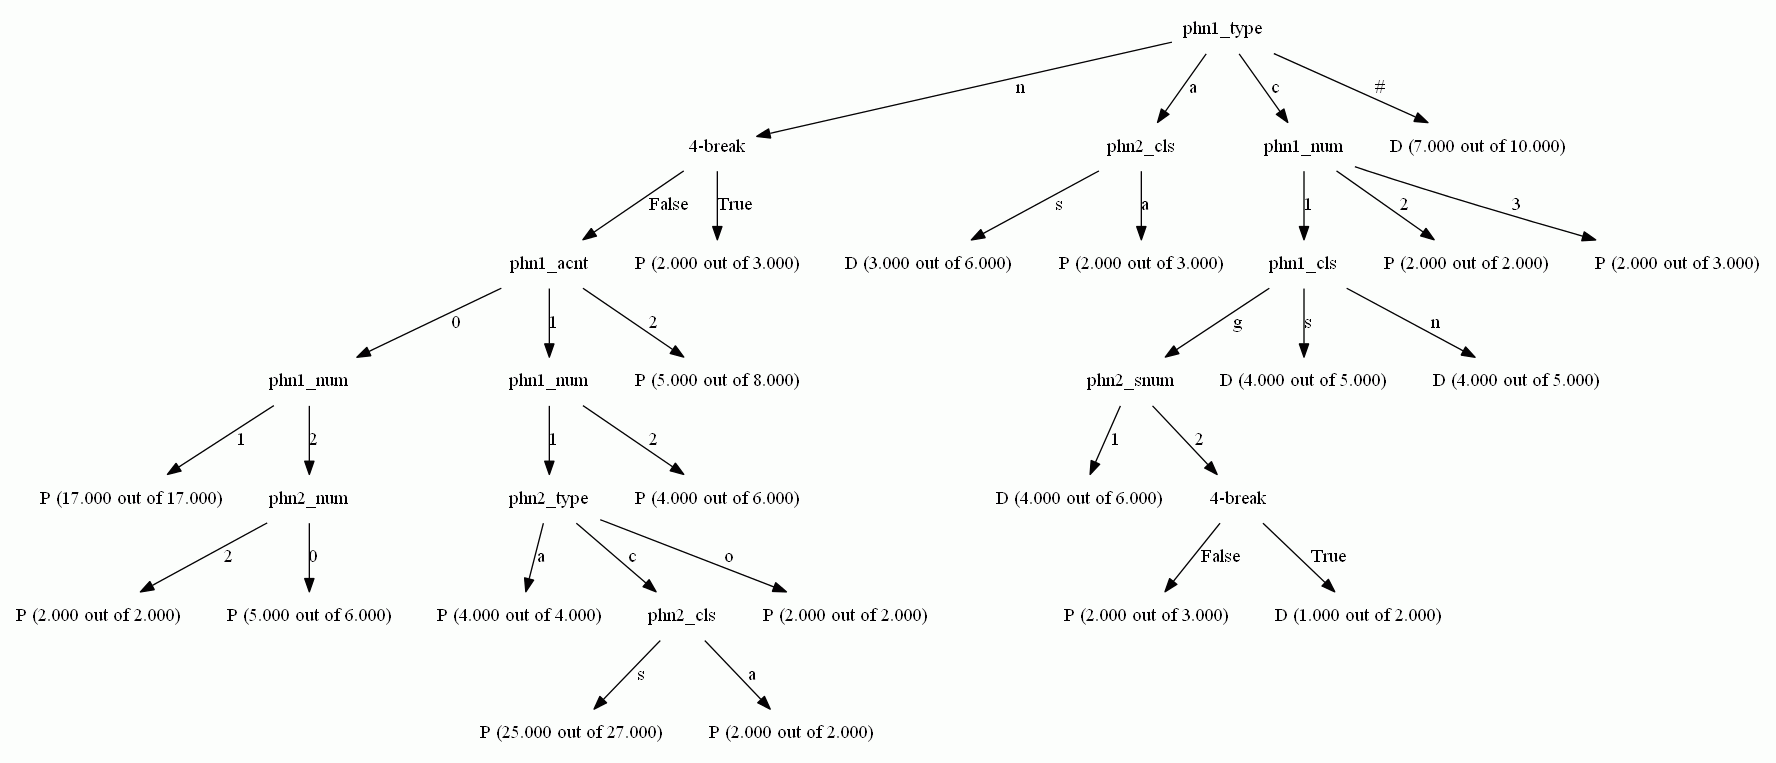 phn1_type
n a c #
4-break phn2_cls phn1_num D (7.000 out of 10.000)
False True s a 1 2 3
phn1_acnt P (2.000 out of 3.000) D (3.000 out of 6.000) P (2.000 out of 3.000) phn1_cls P (2.000 out of 2.000) P (2.000 out of 3.000)
0 1 2 g s n
phn1_num phn1_num P (5.000 out of 8.000) phn2_snum D (4.000 out of 5.000) D (4.000 out of 5.000)
1 2 1 2 1 2
P (17.000 out of 17.000) phn2_num phn2_type P (4.000 out of 6.000) D (4.000 out of 6.000) 4-break
2 0 a c o False True
P (2.000 out of 2.000) P (5.000 out of 6.000) P (4.000 out of 4.000) phn2_cls P (2.000 out of 2.000) P (2.000 out of 3.000) D (1.000 out of 2.000)
s a
P (25.000 out of 27.000) P (2.000 out of 2.000)